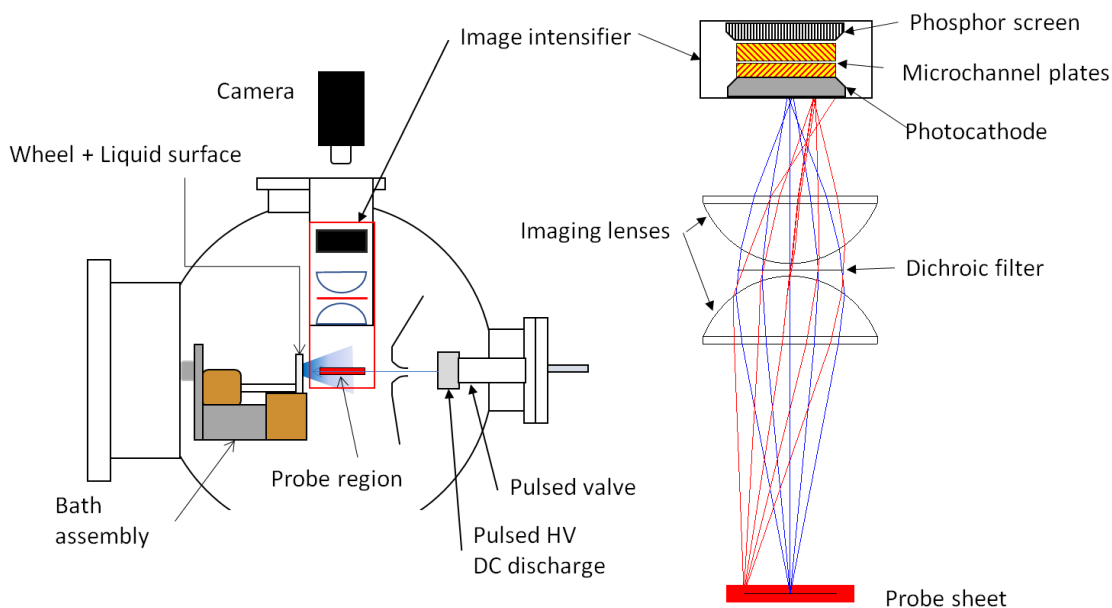 Image intensifier
Phosphor screen
Microchannel plates
Photocathode
Camera
Wheel + Liquid surface
Imaging lenses
Dichroic filter
Probe region
Pulsed valve
Bath
assembly
Pulsed HV
DC discharge
Probe sheet